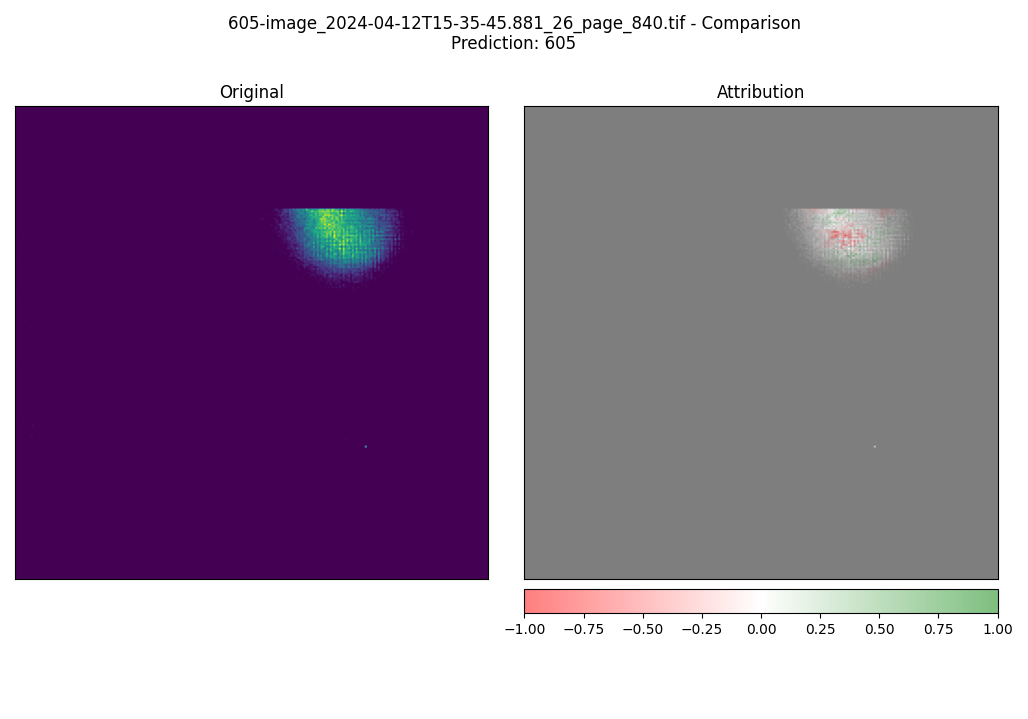 605-image_2024-04-12T15-35-45.881_26_page_840.tif - Comparison
Prediction: 605
Original
Attribution
−1.00 −0.75 −0.50 −0.25 0.00 0.25 0.50 0.75 1.00